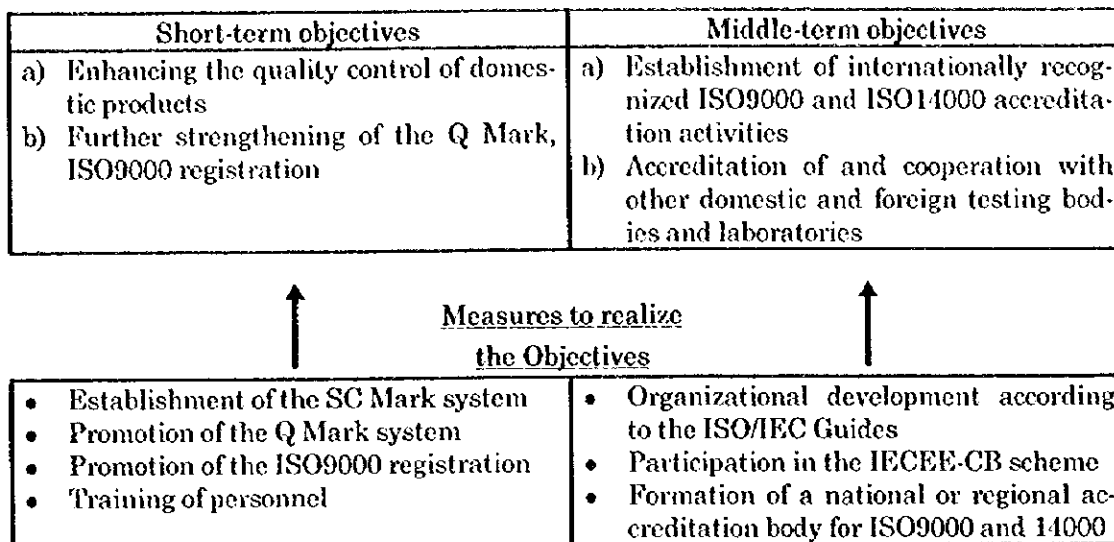 Short-term objectives
a) Enhancing the quality control of domes-
tic products
b) Further strengthening of the Q Mark,
ISO9000 registration
Middle-term objectives
a) Establishment of internationally recog-
nized ISO9000 and ISO14000 accredita-
tion activities
b) Accreditation of and cooperation with
other domestic and foreign testing bod-
ies and laboratories
Measures to realize
the Objectives
• Establishment of the SC Mark system
• Promotion of the Q Mark system
• Promotion of the ISO9000 registration
• Training of personnel
• Organizational development according
to the ISO/IEC Guides
• Participation in the IECEE-CB scheme
• Formation of a national or regional ac-
creditation body for ISO9000 and 14000